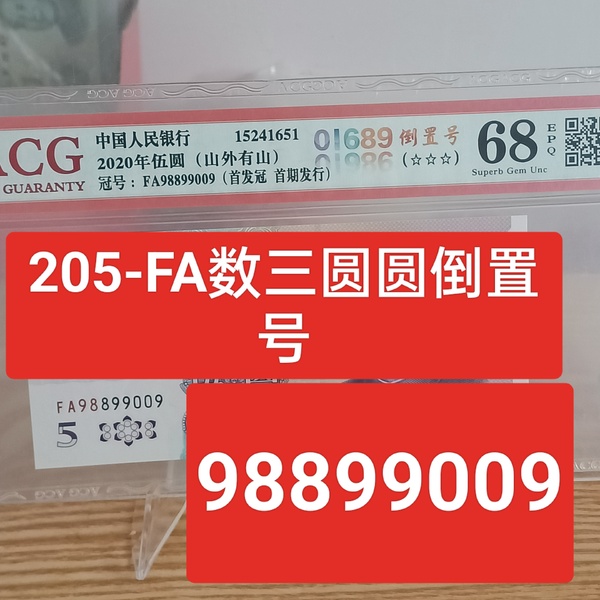 ACG
GUARANTY
中国人民银行 15241651
2020年伍圆（山外有山）
冠号：FA98899009（首发冠 首期发行）
01689 倒置号
(☆☆☆)
68 EPQ
Superb Gem Unc
205-FA数三圆圆倒置
号
FA98899009
5
98899009